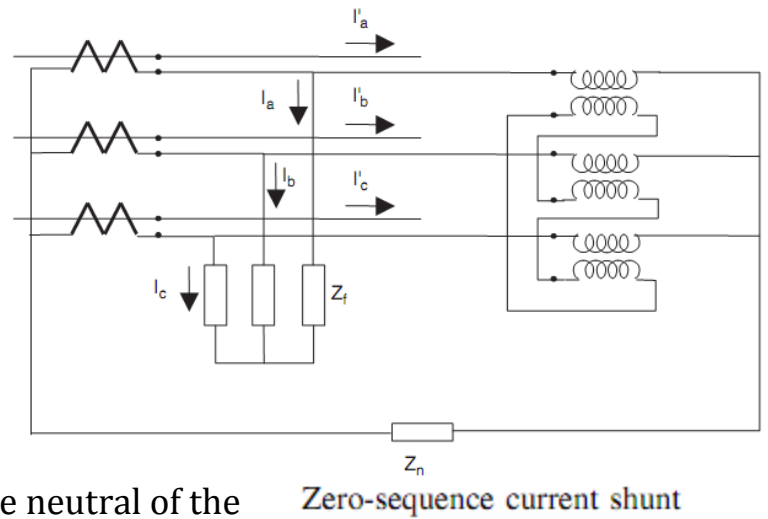 I'a
Ia
I'b
Ib
I'c
Ic
Zf
Zn
e neutral of the
Zero-sequence current shunt